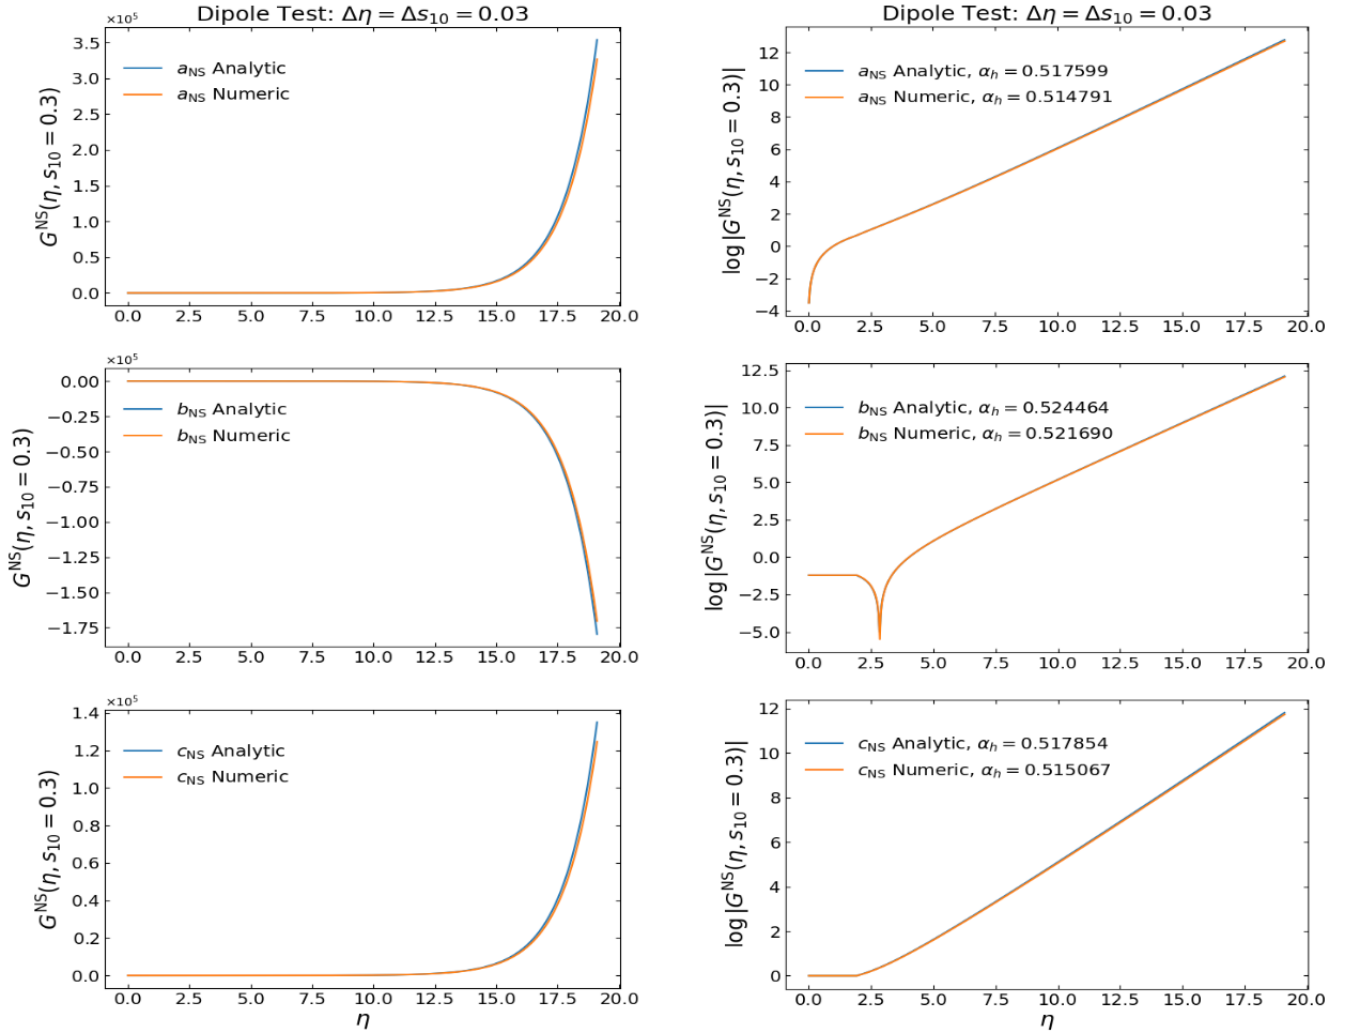 Dipole Test: Δη = Δs₁₀ = 0.03
×10⁵
3.5
3.0
2.5
2.0
1.5
1.0
0.5
0.0
G^NS(η, s₁₀ = 0.3)
a_NS Analytic
a_NS Numeric
0.0 2.5 5.0 7.5 10.0 12.5 15.0 17.5 20.0
Dipole Test: Δη = Δs₁₀ = 0.03
12
10
8
6
4
2
0
−2
−4
log |G^NS(η, s₁₀ = 0.3)|
a_NS Analytic, α_h = 0.517599
a_NS Numeric, α_h = 0.514791
0.0 2.5 5.0 7.5 10.0 12.5 15.0 17.5 20.0
×10⁵
0.00
−0.25
−0.50
−0.75
−1.00
−1.25
−1.50
−1.75
G^NS(η, s₁₀ = 0.3)
b_NS Analytic
b_NS Numeric
0.0 2.5 5.0 7.5 10.0 12.5 15.0 17.5 20.0
12.5
10.0
7.5
5.0
2.5
0.0
−2.5
−5.0
log |G^NS(η, s₁₀ = 0.3)|
b_NS Analytic, α_h = 0.524464
b_NS Numeric, α_h = 0.521690
0.0 2.5 5.0 7.5 10.0 12.5 15.0 17.5 20.0
×10⁵
1.4
1.2
1.0
0.8
0.6
0.4
0.2
0.0
G^NS(η, s₁₀ = 0.3)
c_NS Analytic
c_NS Numeric
0.0 2.5 5.0 7.5 10.0 12.5 15.0 17.5 20.0
η
12
10
8
6
4
2
0
log |G^NS(η, s₁₀ = 0.3)|
c_NS Analytic, α_h = 0.517854
c_NS Numeric, α_h = 0.515067
0.0 2.5 5.0 7.5 10.0 12.5 15.0 17.5 20.0
η